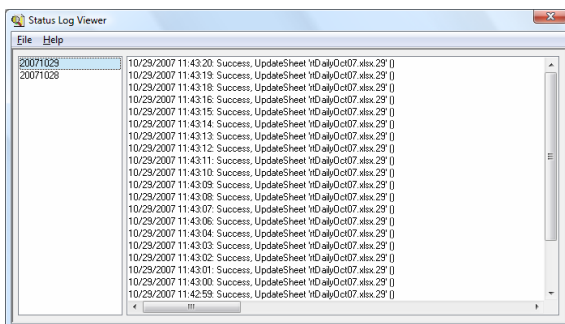 Status Log Viewer
File Help
20071029
20071028
10/29/2007 11:43:20: Success, UpdateSheet 'rtDailyOct07.xlsx.29' ()
10/29/2007 11:43:19: Success, UpdateSheet 'rtDailyOct07.xlsx.29' ()
10/29/2007 11:43:18: Success, UpdateSheet 'rtDailyOct07.xlsx.29' ()
10/29/2007 11:43:16: Success, UpdateSheet 'rtDailyOct07.xlsx.29' ()
10/29/2007 11:43:15: Success, UpdateSheet 'rtDailyOct07.xlsx.29' ()
10/29/2007 11:43:14: Success, UpdateSheet 'rtDailyOct07.xlsx.29' ()
10/29/2007 11:43:13: Success, UpdateSheet 'rtDailyOct07.xlsx.29' ()
10/29/2007 11:43:12: Success, UpdateSheet 'rtDailyOct07.xlsx.29' ()
10/29/2007 11:43:11: Success, UpdateSheet 'rtDailyOct07.xlsx.29' ()
10/29/2007 11:43:10: Success, UpdateSheet 'rtDailyOct07.xlsx.29' ()
10/29/2007 11:43:09: Success, UpdateSheet 'rtDailyOct07.xlsx.29' ()
10/29/2007 11:43:08: Success, UpdateSheet 'rtDailyOct07.xlsx.29' ()
10/29/2007 11:43:07: Success, UpdateSheet 'rtDailyOct07.xlsx.29' ()
10/29/2007 11:43:06: Success, UpdateSheet 'rtDailyOct07.xlsx.29' ()
10/29/2007 11:43:04: Success, UpdateSheet 'rtDailyOct07.xlsx.29' ()
10/29/2007 11:43:03: Success, UpdateSheet 'rtDailyOct07.xlsx.29' ()
10/29/2007 11:43:02: Success, UpdateSheet 'rtDailyOct07.xlsx.29' ()
10/29/2007 11:43:01: Success, UpdateSheet 'rtDailyOct07.xlsx.29' ()
10/29/2007 11:43:00: Success, UpdateSheet 'rtDailyOct07.xlsx.29' ()
10/29/2007 11:42:59: Success, UpdateSheet 'rtDailyOct07.xlsx.29' ()